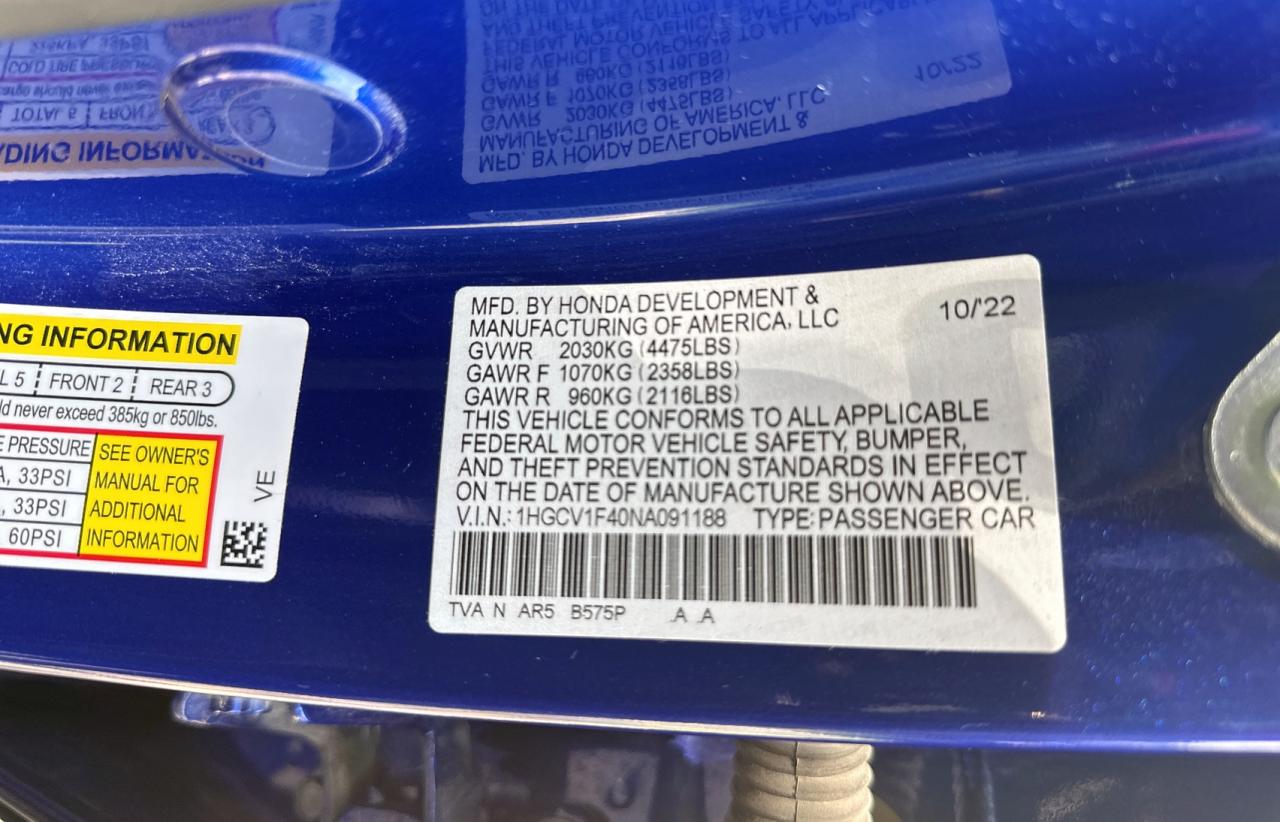 NG INFORMATION
L 5 FRONT 2 REAR 3
ld never exceed 385kg or 850lbs.
E PRESSURE SEE OWNER'S
MANUAL FOR
ADDITIONAL
INFORMATION
A, 33PSI
, 33PSI
60PSI
VE
MFD. BY HONDA DEVELOPMENT &
MANUFACTURING OF AMERICA, LLC 10/'22
GVWR 2030KG (4475LBS)
GAWR F 1070KG (2358LBS)
GAWR R 960KG (2116LBS)
THIS VEHICLE CONFORMS TO ALL APPLICABLE
FEDERAL MOTOR VEHICLE SAFETY, BUMPER,
AND THEFT PREVENTION STANDARDS IN EFFECT
ON THE DATE OF MANUFACTURE SHOWN ABOVE.
V.I.N.: 1HGCV1F40NA091188 TYPE: PASSENGER CAR
TVA N AR5 B575P A A